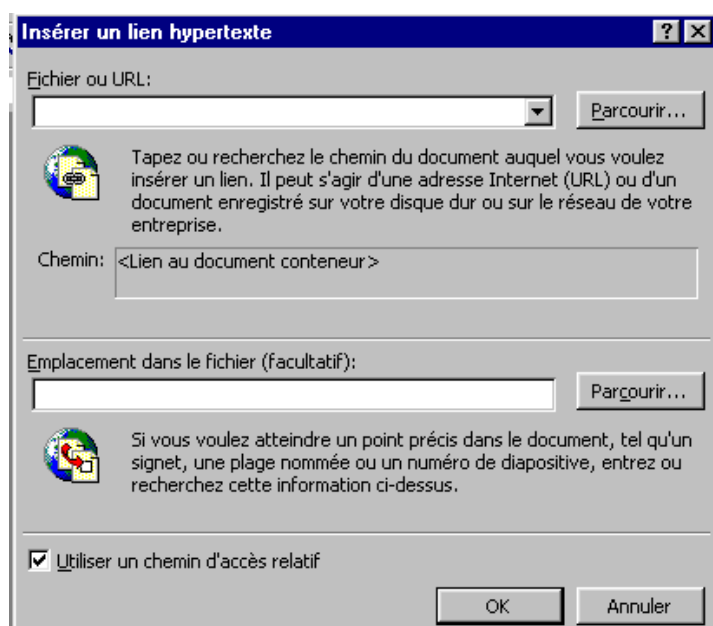 Insérer un lien hypertexte
Fichier ou URL:
Parcourir...
Tapez ou recherchez le chemin du document auquel vous voulez
insérer un lien. Il peut s'agir d'une adresse Internet (URL) ou d'un
document enregistré sur votre disque dur ou sur le réseau de votre
entreprise.
Chemin: <Lien au document conteneur>
Emplacement dans le fichier (facultatif):
Parcourir...
Si vous voulez atteindre un point précis dans le document, tel qu'un
signet, une plage nommée ou un numéro de diapositive, entrez ou
recherchez cette information ci-dessus.
Utiliser un chemin d'accès relatif
OK Annuler